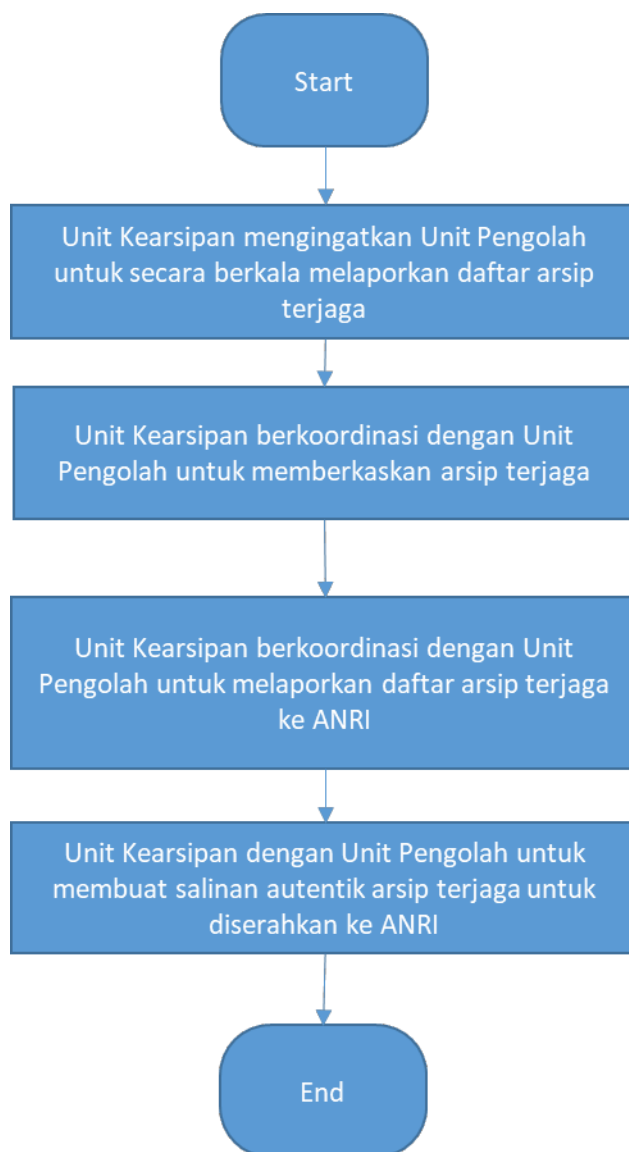 Start
Unit Kearsipan mengingatkan Unit Pengolah
untuk secara berkala melaporkan daftar arsip
terjaga
Unit Kearsipan berkoordinasi dengan Unit
Pengolah untuk memberkaskan arsip terjaga
Unit Kearsipan berkoordinasi dengan Unit
Pengolah untuk melaporkan daftar arsip terjaga
ke ANRI
Unit Kearsipan dengan Unit Pengolah untuk
membuat salinan autentik arsip terjaga untuk
diserahkan ke ANRI
End